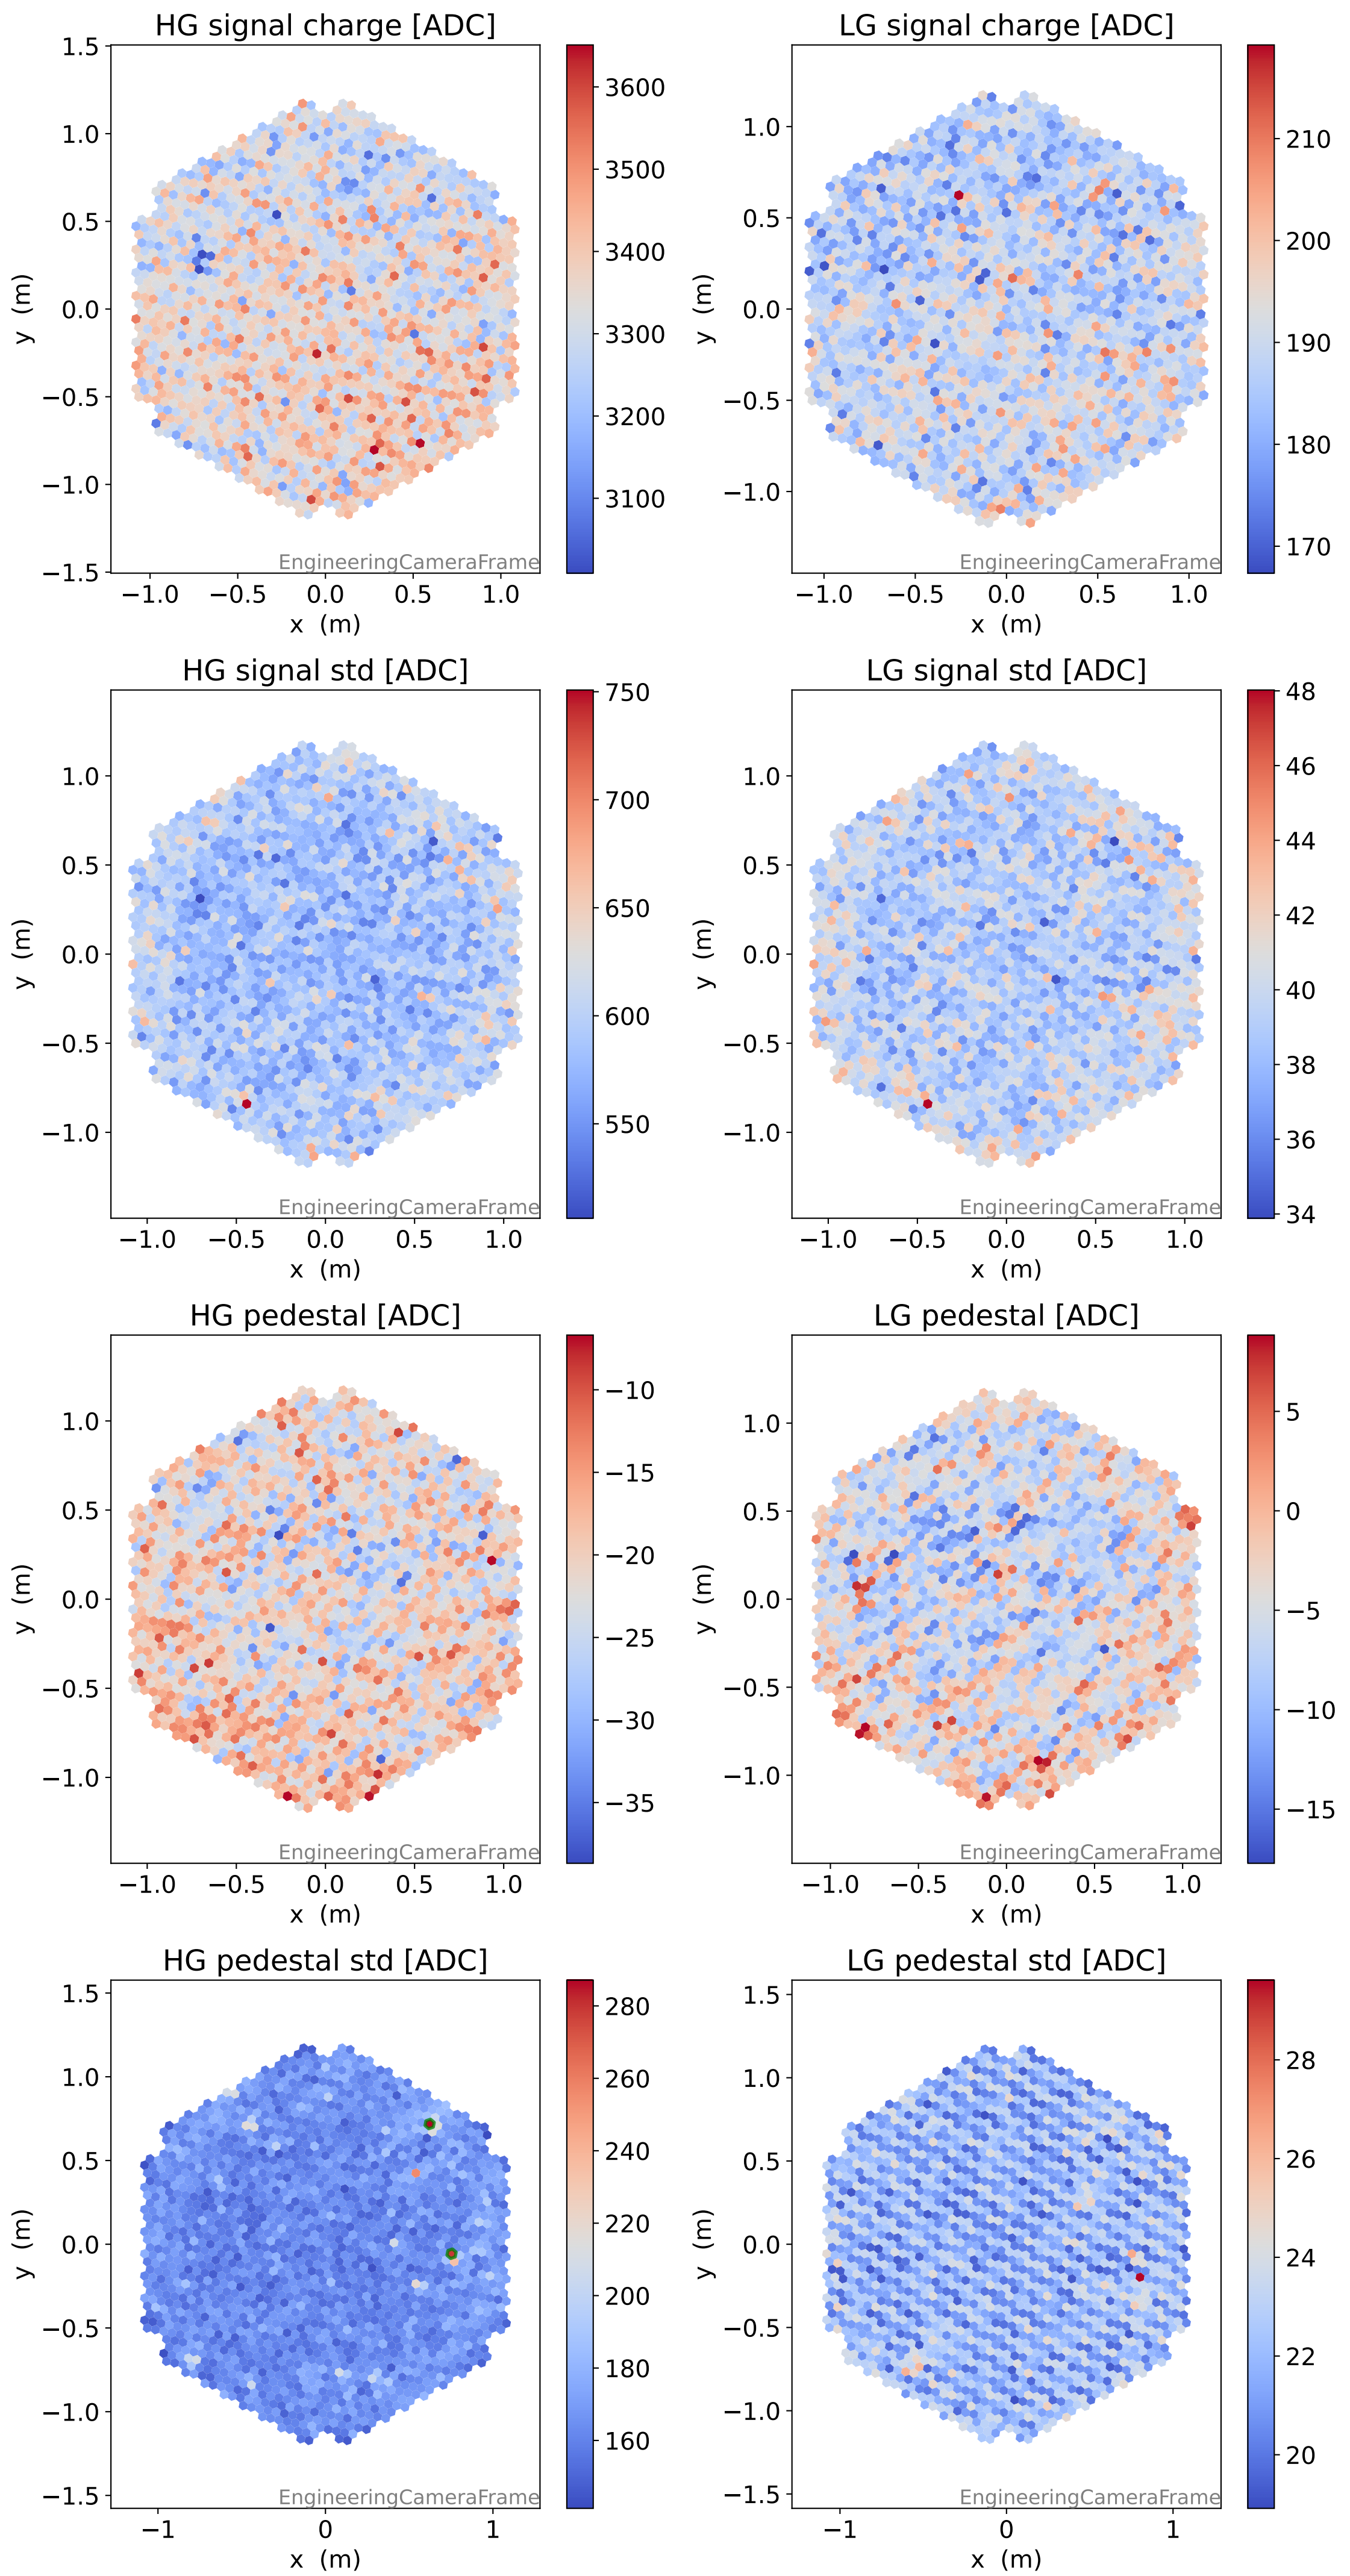 HG signal charge [ADC]
1.5
1.0
0.5
0.0
−0.5
−1.0
−1.5
y (m)
−1.0 −0.5 0.0 0.5 1.0
x (m)
EngineeringCameraFrame
3600
3500
3400
3300
3200
3100
LG signal charge [ADC]
1.0
0.5
0.0
−0.5
−1.0
y (m)
−1.0 −0.5 0.0 0.5 1.0
x (m)
EngineeringCameraFrame
210
200
190
180
170
HG signal std [ADC]
1.0
0.5
0.0
−0.5
−1.0
y (m)
−1.0 −0.5 0.0 0.5 1.0
x (m)
EngineeringCameraFrame
750
700
650
600
550
LG signal std [ADC]
1.0
0.5
0.0
−0.5
−1.0
y (m)
−1.0 −0.5 0.0 0.5 1.0
x (m)
EngineeringCameraFrame
48
46
44
42
40
38
36
34
HG pedestal [ADC]
1.0
0.5
0.0
−0.5
−1.0
y (m)
−1.0 −0.5 0.0 0.5 1.0
x (m)
EngineeringCameraFrame
−10
−15
−20
−25
−30
−35
LG pedestal [ADC]
1.0
0.5
0.0
−0.5
−1.0
y (m)
−1.0 −0.5 0.0 0.5 1.0
x (m)
EngineeringCameraFrame
5
0
−5
−10
−15
HG pedestal std [ADC]
1.5
1.0
0.5
0.0
−0.5
−1.0
−1.5
y (m)
−1 0 1
x (m)
EngineeringCameraFrame
280
260
240
220
200
180
160
LG pedestal std [ADC]
1.5
1.0
0.5
0.0
−0.5
−1.0
−1.5
y (m)
−1 0 1
x (m)
EngineeringCameraFrame
28
26
24
22
20